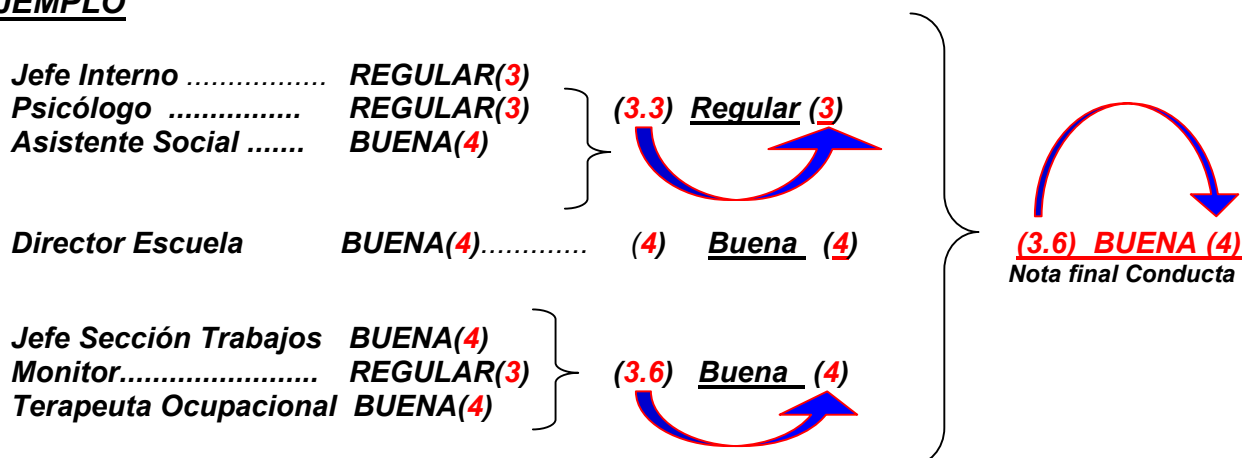 JEMPLO
Jefe Interno ................. REGULAR(3)
Psicólogo ................ REGULAR(3) (3.3) Regular (3)
Asistente Social ....... BUENA(4)
Director Escuela BUENA(4)............. (4) Buena (4) (3.6) BUENA (4)
Nota final Conducta
Jefe Sección Trabajos BUENA(4)
Monitor........................ REGULAR(3) (3.6) Buena (4)
Terapeuta Ocupacional BUENA(4)